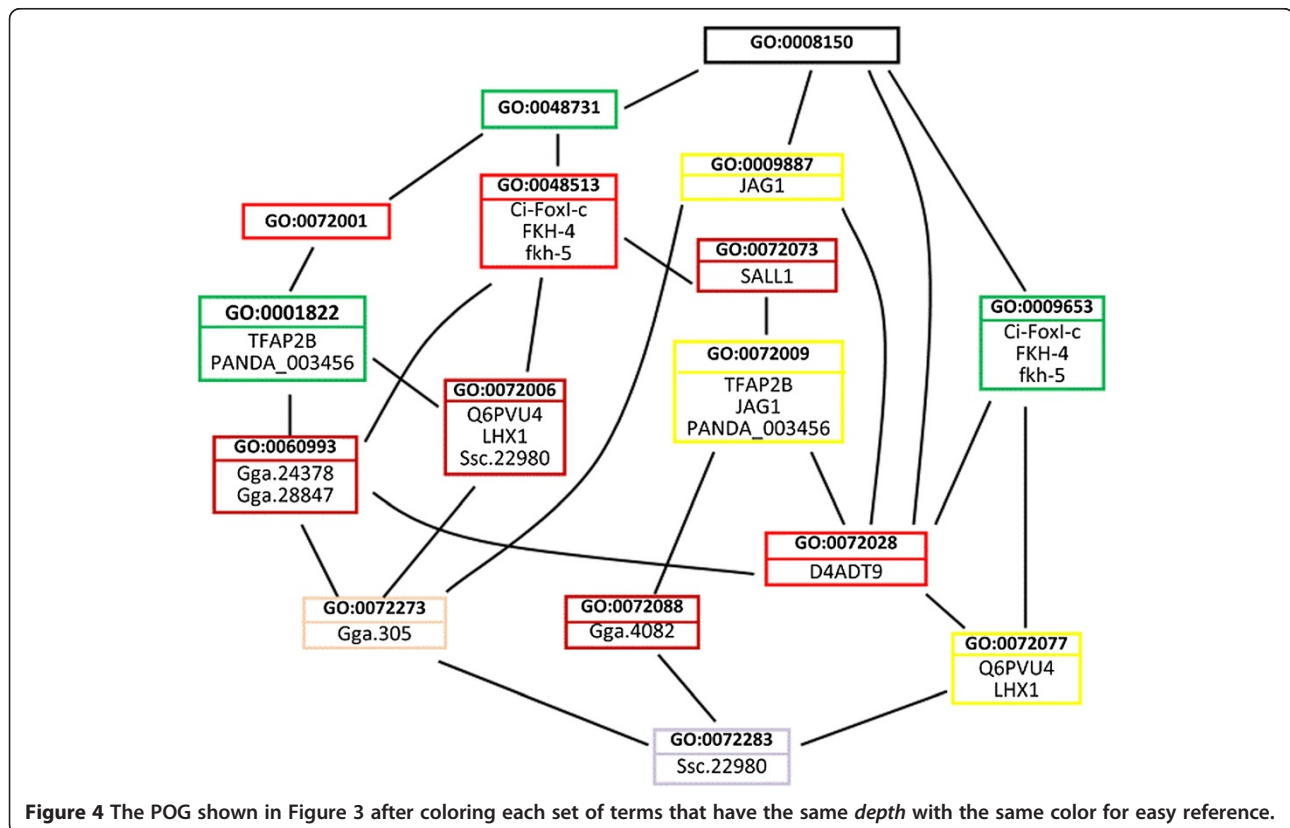 GO:0008150
GO:0048731
GO:0009887
JAG1
GO:0048513
Ci-FoxI-c
FKH-4
fkh-5
GO:0072001
GO:0072073
SALL1
GO:0001822
TFAP2B
PANDA_003456
GO:0009653
Ci-FoxI-c
FKH-4
fkh-5
GO:0072009
TFAP2B
JAG1
PANDA_003456
GO:0072006
Q6PVU4
LHX1
Ssc.22980
GO:0060993
Gga.24378
Gga.28847
GO:0072028
D4ADT9
GO:0072273
Gga.305
GO:0072088
Gga.4082
GO:0072077
Q6PVU4
LHX1
GO:0072283
Ssc.22980
Figure 4 The POG shown in Figure 3 after coloring each set of terms that have the same depth with the same color for easy reference.